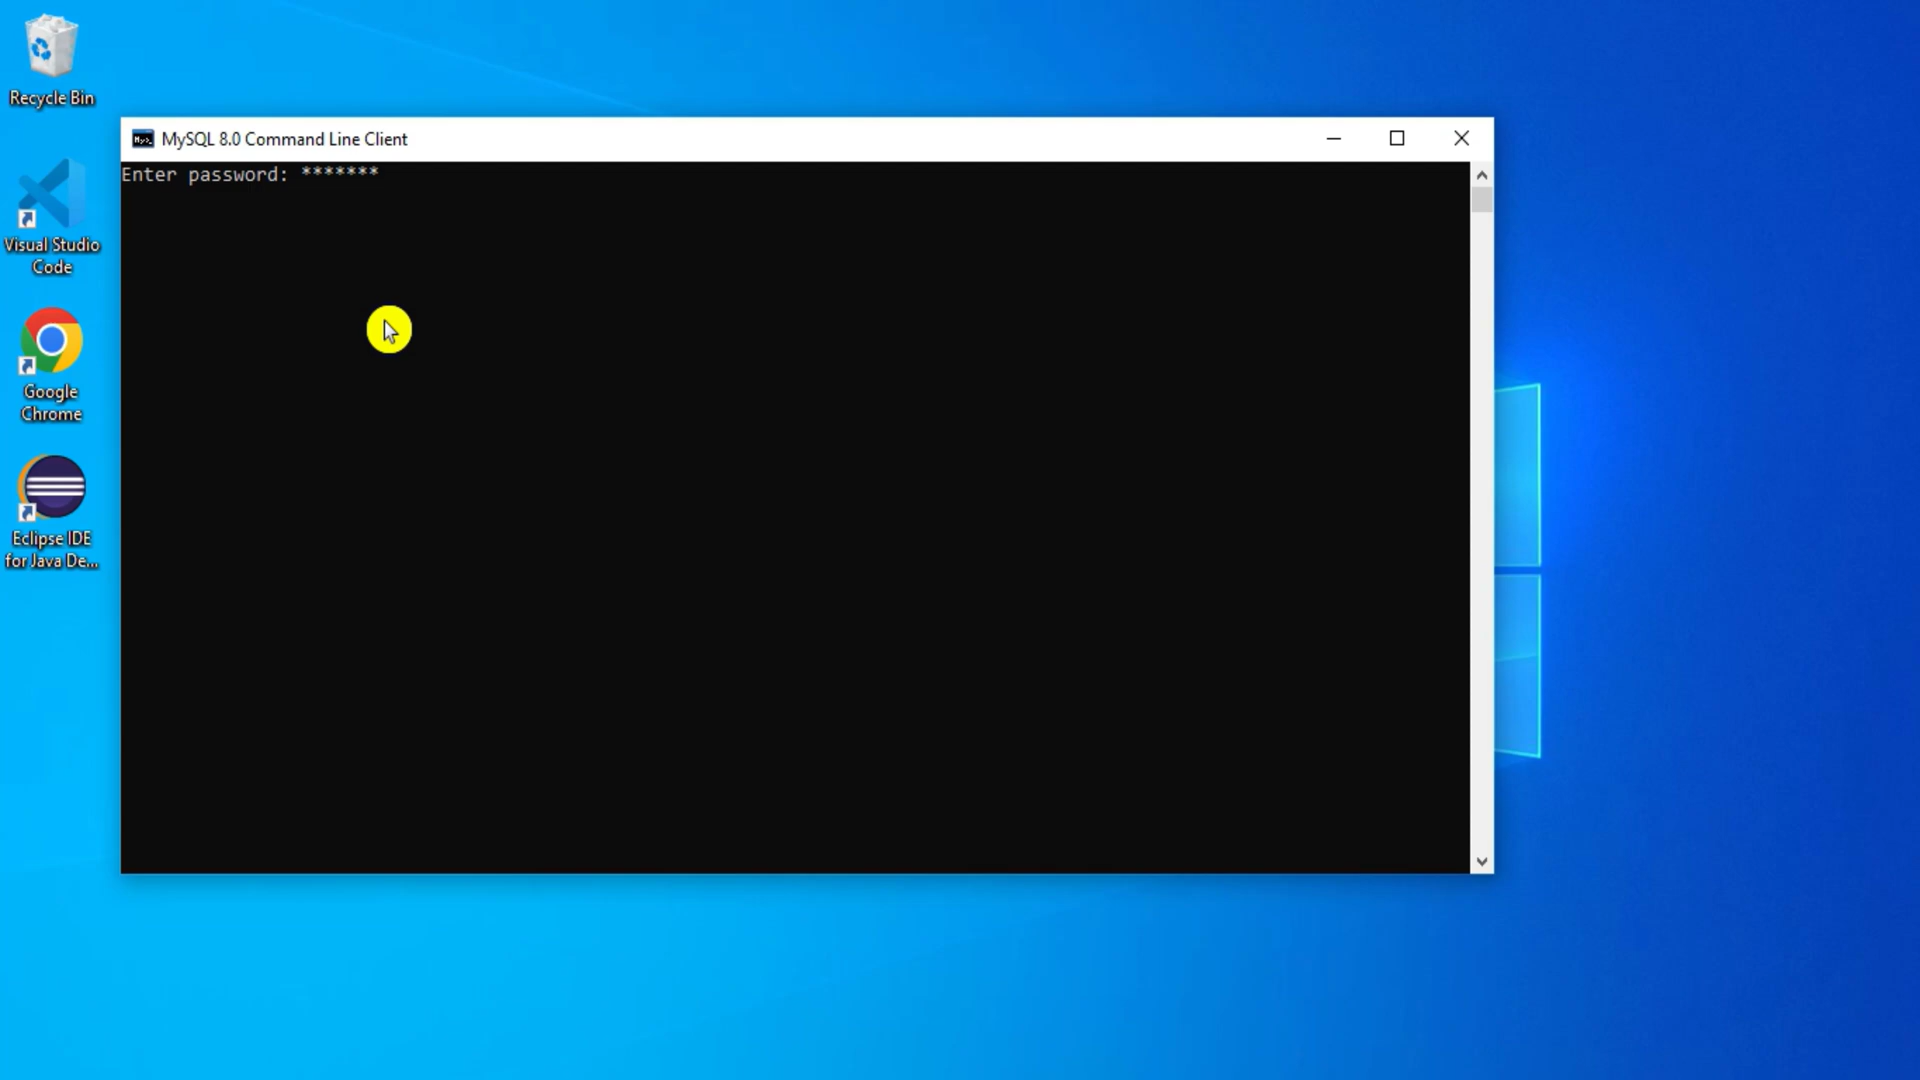 Recycle Bin
MySQL 8.0 Command Line Client
Enter password: *******
Visual Studio
Code
Google
Chrome
Eclipse IDE
for Java De...